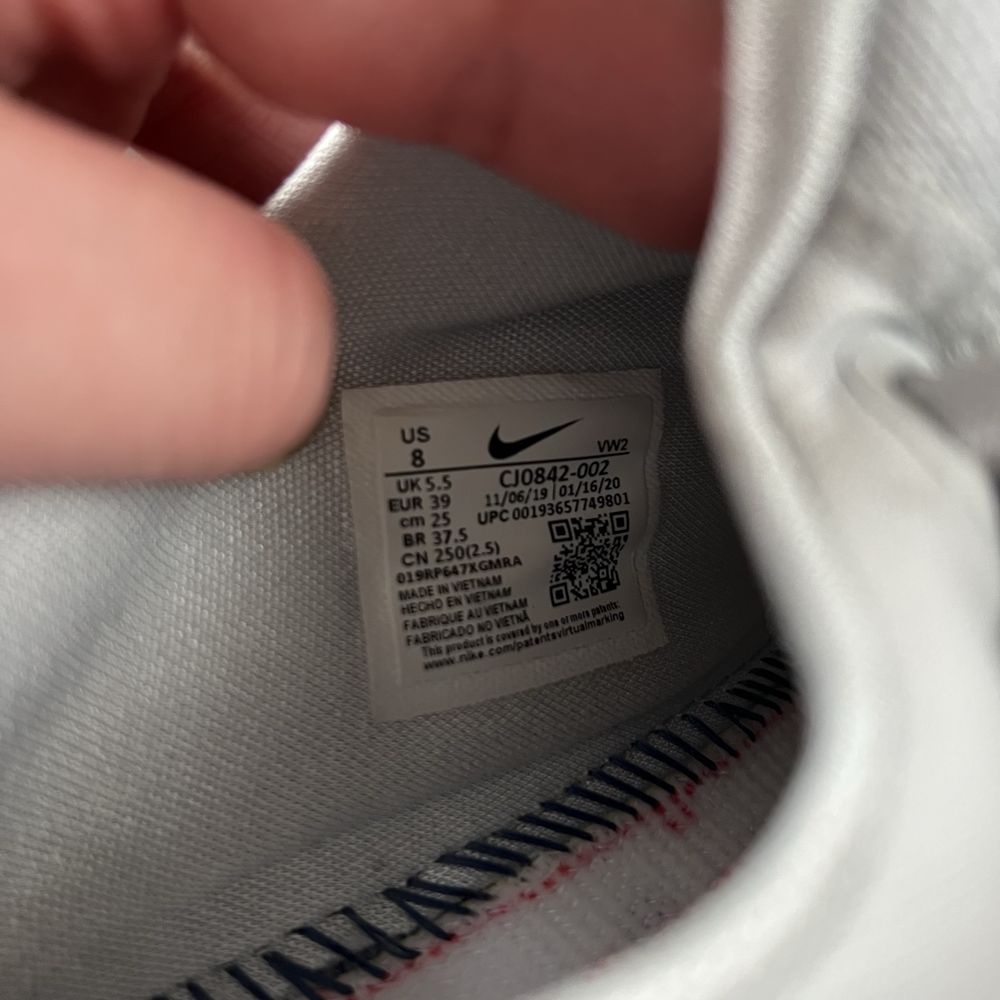 US
8
VW2
UK 5.5
CJ0842-002
EUR 39
11/06/19 | 01/16/20
cm 25
UPC 00193657749801
BR 37.5
CN 250(2.5)
019RP647XGMRA
MADE IN VIETNAM
HECHO EN VIETNAM
FABRIQUE AU VIETNAM
FABRICADO NO VIETNÃ
This product is covered by one or more patents:
www.nike.com/patentsvirtualmarking